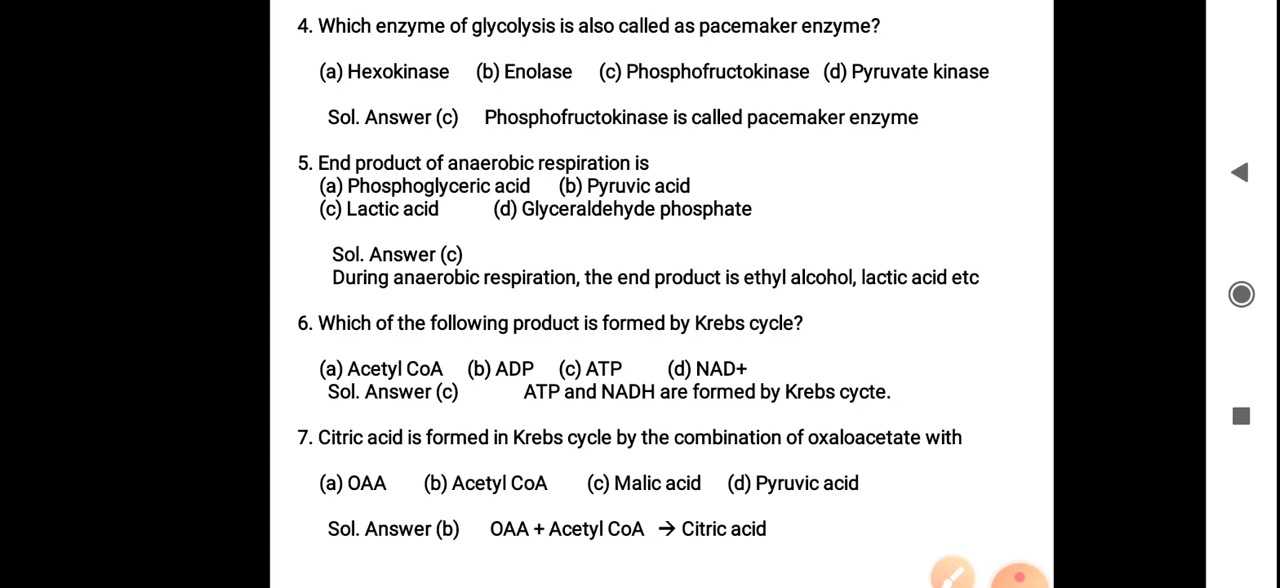 4. Which enzyme of glycolysis is also called as pacemaker enzyme?
(a) Hexokinase (b) Enolase (c) Phosphofructokinase (d) Pyruvate kinase
Sol. Answer (c) Phosphofructokinase is called pacemaker enzyme
5. End product of anaerobic respiration is
(a) Phosphoglyceric acid (b) Pyruvic acid
(c) Lactic acid (d) Glyceraldehyde phosphate
Sol. Answer (c)
During anaerobic respiration, the end product is ethyl alcohol, lactic acid etc
6. Which of the following product is formed by Krebs cycle?
(a) Acetyl CoA (b) ADP (c) ATP (d) NAD+
Sol. Answer (c) ATP and NADH are formed by Krebs cycte.
7. Citric acid is formed in Krebs cycle by the combination of oxaloacetate with
(a) OAA (b) Acetyl CoA (c) Malic acid (d) Pyruvic acid
Sol. Answer (b) OAA + Acetyl CoA → Citric acid